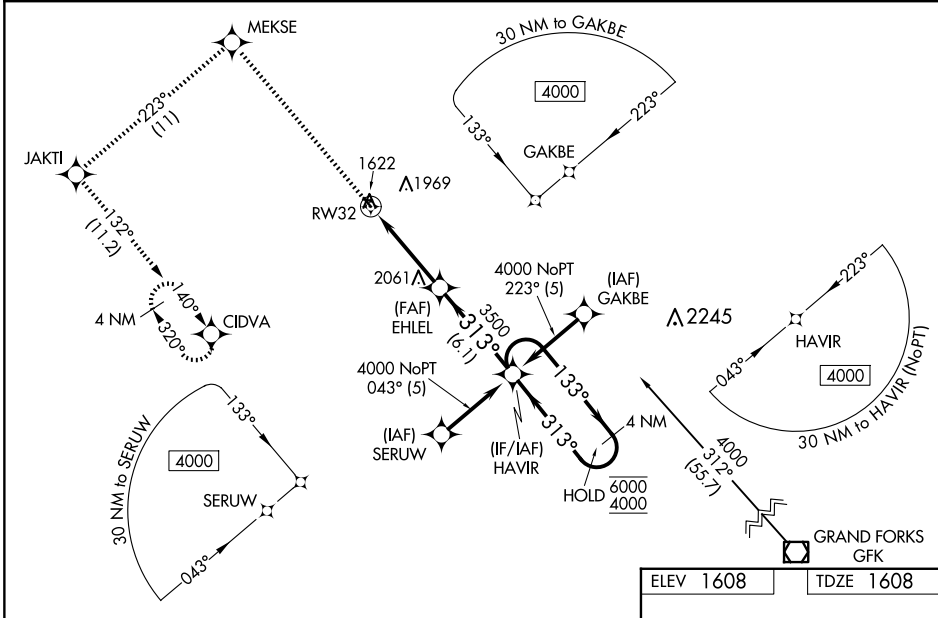 MEKSE
30 NM to GAKBE
4000
223°
(11)
133°
223°
JAKTI
GAKBE
1622
1969
RW32
132°
(11.2)
2061
4000 NoPT
223° (5)
(IAF)
GAKBE
223°
140°
4 NM
320°
CIDVA
(FAF)
EHLEL
3500
313°
(6.1)
2245
HAVIR
043°
4000
30 NM to HAVIR (NoPT)
4000 NoPT
043° (5)
133°
4 NM
313°
(IAF)
SERUW
(IF/IAF)
HAVIR
HOLD
6000
4000
4000
312°
(55.7)
133°
4000
30 NM to SERUW
SERUW
043°
GRAND FORKS
GFK
ELEV 1608
TDZE 1608